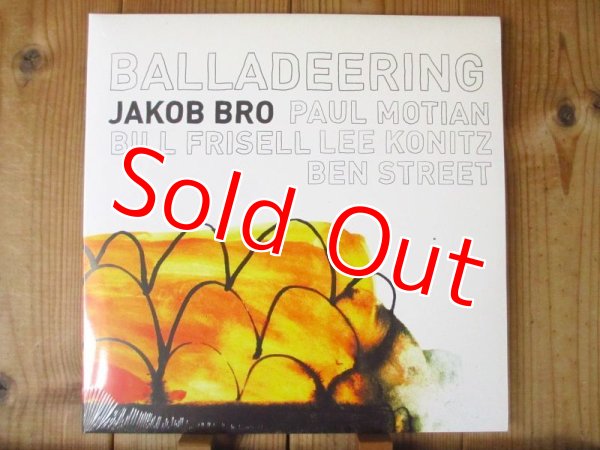 BALLADEERING
JAKOB BRO PAUL MOTIAN
BILL FRISELL LEE KONITZ
BEN STREET
Sold Out